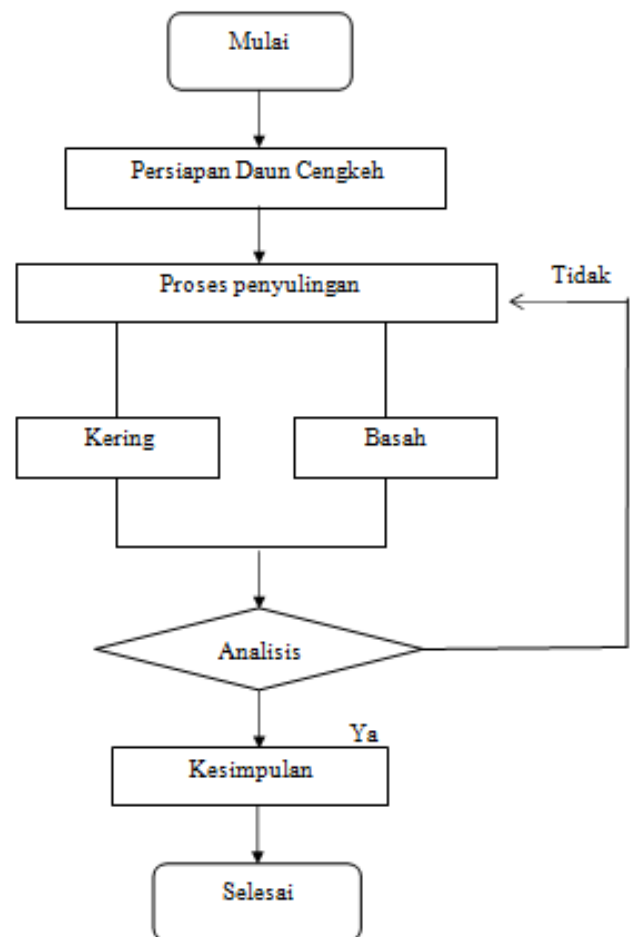 Mulai
Persiapan Daun Cengkeh
Proses penyulingan
Tidak
Kering
Basah
Analisis
Ya
Kesimpulan
Selesai